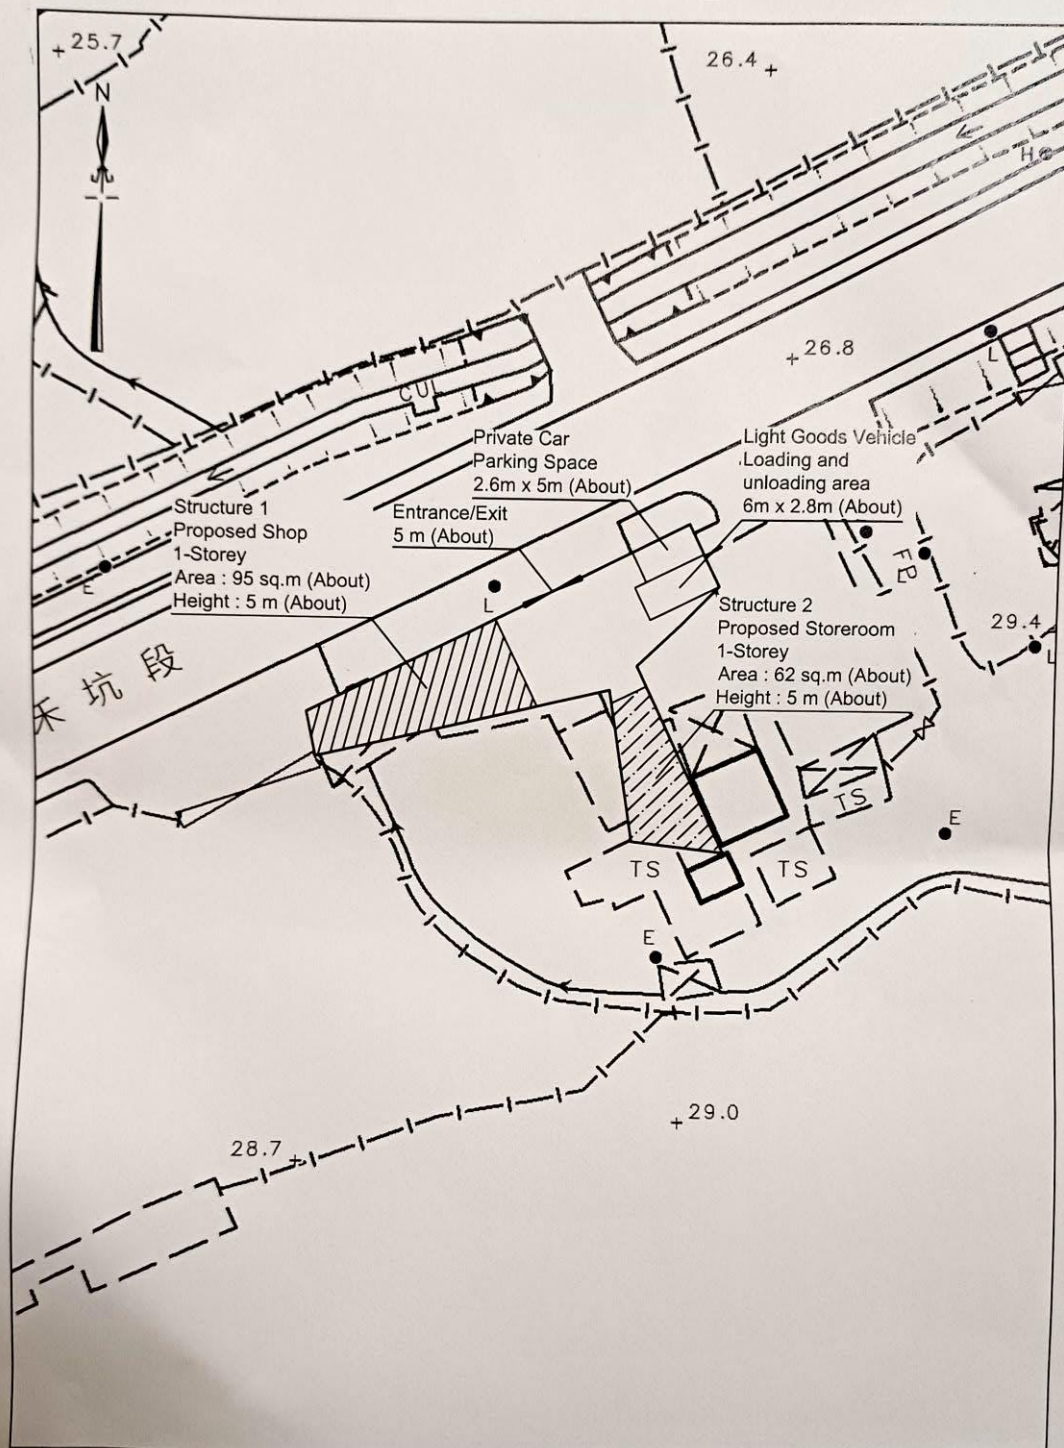 25.7
26.4
N
26.8
L
CUL
Private Car
Parking Space
2.6m x 5m (About)
Light Goods Vehicle
Loading and
unloading area
6m x 2.8m (About)
Entrance/Exit
5 m (About)
Structure 1
Proposed Shop
1-Storey
Area : 95 sq.m (About)
Height : 5 m (About)
E
L
FB
Structure 2
Proposed Storeroom
1-Storey
Area : 62 sq.m (About)
Height : 5 m (About)
29.4
L
禾坑段
TS
E
TS
TS
E
29.0
28.7